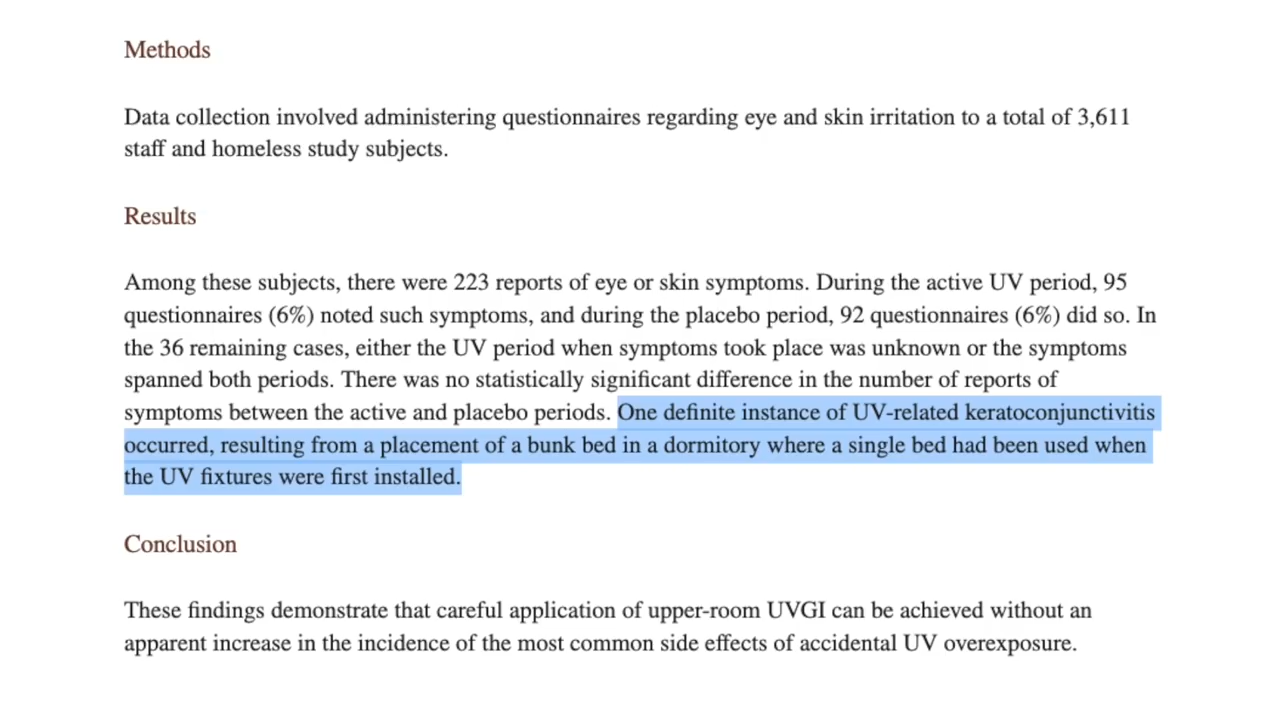 Methods
Data collection involved administering questionnaires regarding eye and skin irritation to a total of 3,611
staff and homeless study subjects.
Results
Among these subjects, there were 223 reports of eye or skin symptoms. During the active UV period, 95
questionnaires (6%) noted such symptoms, and during the placebo period, 92 questionnaires (6%) did so. In
the 36 remaining cases, either the UV period when symptoms took place was unknown or the symptoms
spanned both periods. There was no statistically significant difference in the number of reports of
symptoms between the active and placebo periods. One definite instance of UV-related keratoconjunctivitis
occurred, resulting from a placement of a bunk bed in a dormitory where a single bed had been used when
the UV fixtures were first installed.
Conclusion
These findings demonstrate that careful application of upper-room UVGI can be achieved without an
apparent increase in the incidence of the most common side effects of accidental UV overexposure.